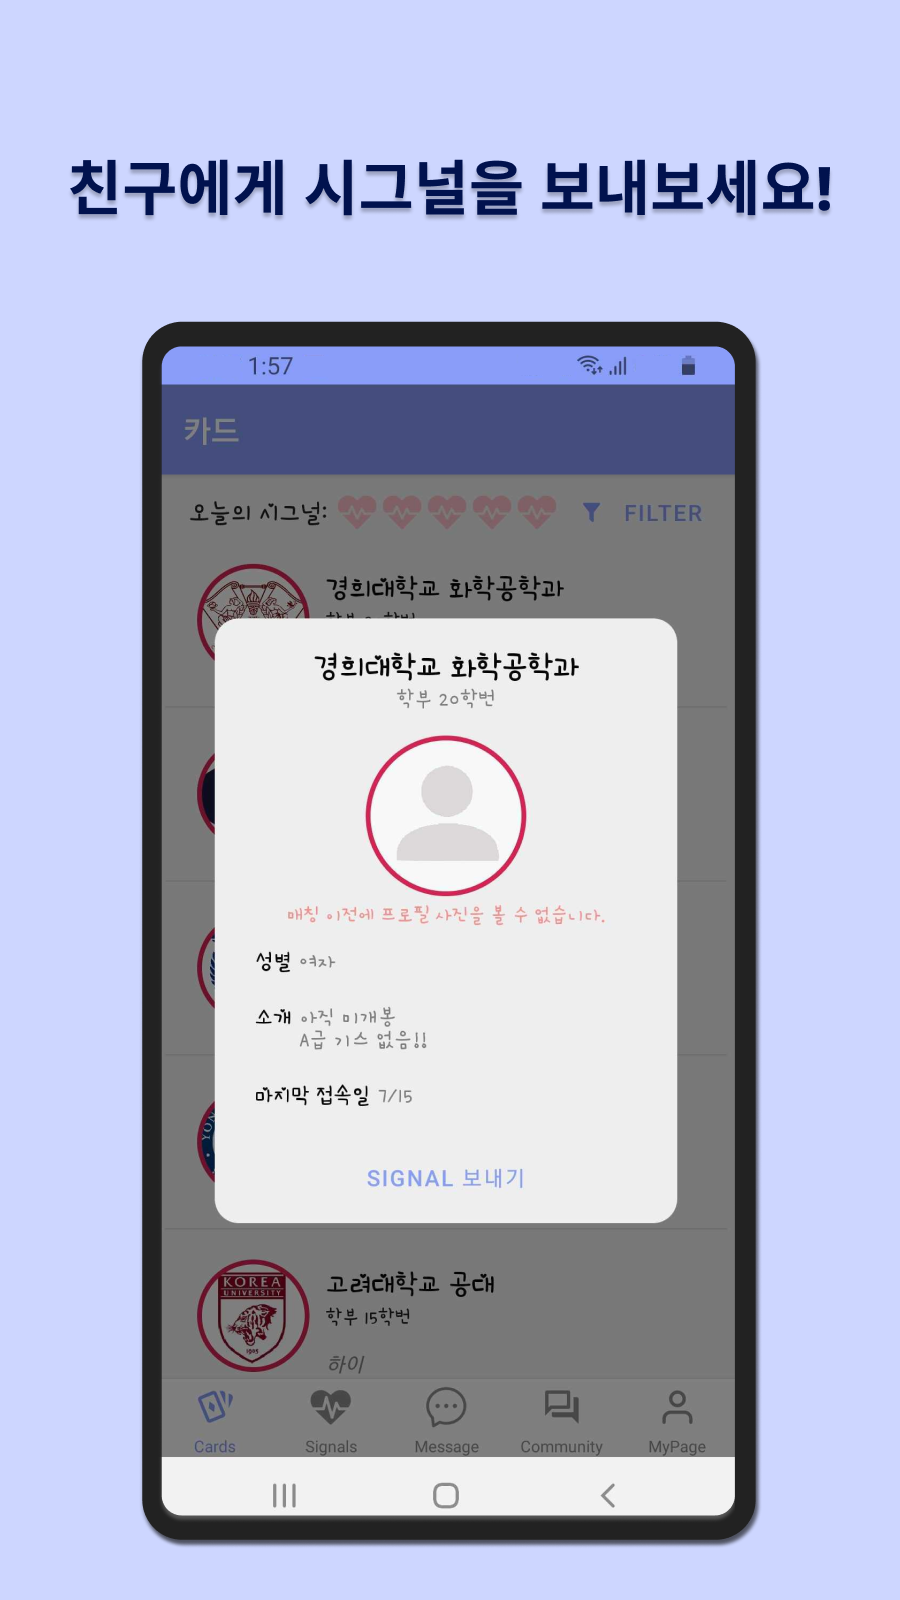 친구에게 시그널을 보내보세요!
1:57
카드
오늘의 시그널:
FILTER
경희대학교 화학공학과
경희대학교 화학공학과
학부 20학번
매칭 이전에 프로필 사진을 볼 수 없습니다.
성별 여자
소개 아직 미개봉
A급 기스 없음!!
마지막 접속일 7/15
SIGNAL 보내기
KOREA
UNIVERSITY
1905
고려대학교 공대
학부 15학번
하이
Cards
Signals
Message
Community
MyPage